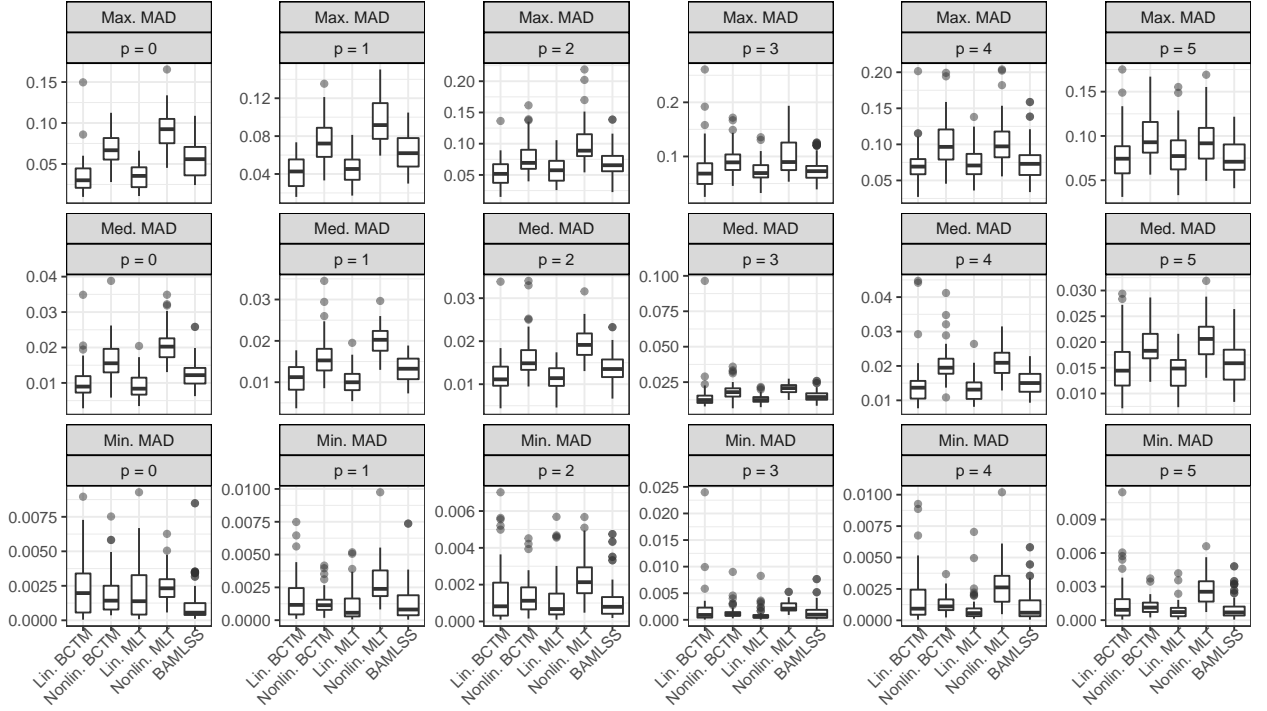 Max. MAD Max. MAD Max. MAD Max. MAD Max. MAD Max. MAD
p = 0 p = 1 p = 2 p = 3 p = 4 p = 5
0.15 0.12 0.20 0.2 0.20 0.15
0.10 0.08 0.15 0.1 0.15 0.10
0.05 0.04 0.10 0.10 0.05
0.05 0.05
Med. MAD Med. MAD Med. MAD Med. MAD Med. MAD Med. MAD
p = 0 p = 1 p = 2 p = 3 p = 4 p = 5
0.04 0.03 0.03 0.100 0.04 0.030
0.03 0.02 0.02 0.075 0.03 0.025
0.02 0.01 0.01 0.050 0.02 0.020
0.01 0.025 0.01 0.015
0.010
Min. MAD Min. MAD Min. MAD Min. MAD Min. MAD Min. MAD
p = 0 p = 1 p = 2 p = 3 p = 4 p = 5
0.0075 0.0100 0.006 0.025 0.0100 0.009
0.0050 0.0075 0.004 0.020 0.0075 0.006
0.0025 0.0050 0.002 0.015 0.0050 0.003
0.0000 0.0025 0.000 0.010 0.0025 0.000
0.0000 0.005 0.0000
0.000
Lin. BCTM Nonlin. BCTM Lin. MLT Nonlin. MLT BAMLSS
Lin. BCTM Nonlin. BCTM Lin. MLT Nonlin. MLT BAMLSS
Lin. BCTM Nonlin. BCTM Lin. MLT Nonlin. MLT BAMLSS
Lin. BCTM Nonlin. BCTM Lin. MLT Nonlin. MLT BAMLSS
Lin. BCTM Nonlin. BCTM Lin. MLT Nonlin. MLT BAMLSS
Lin. BCTM Nonlin. BCTM Lin. MLT Nonlin. MLT BAMLSS